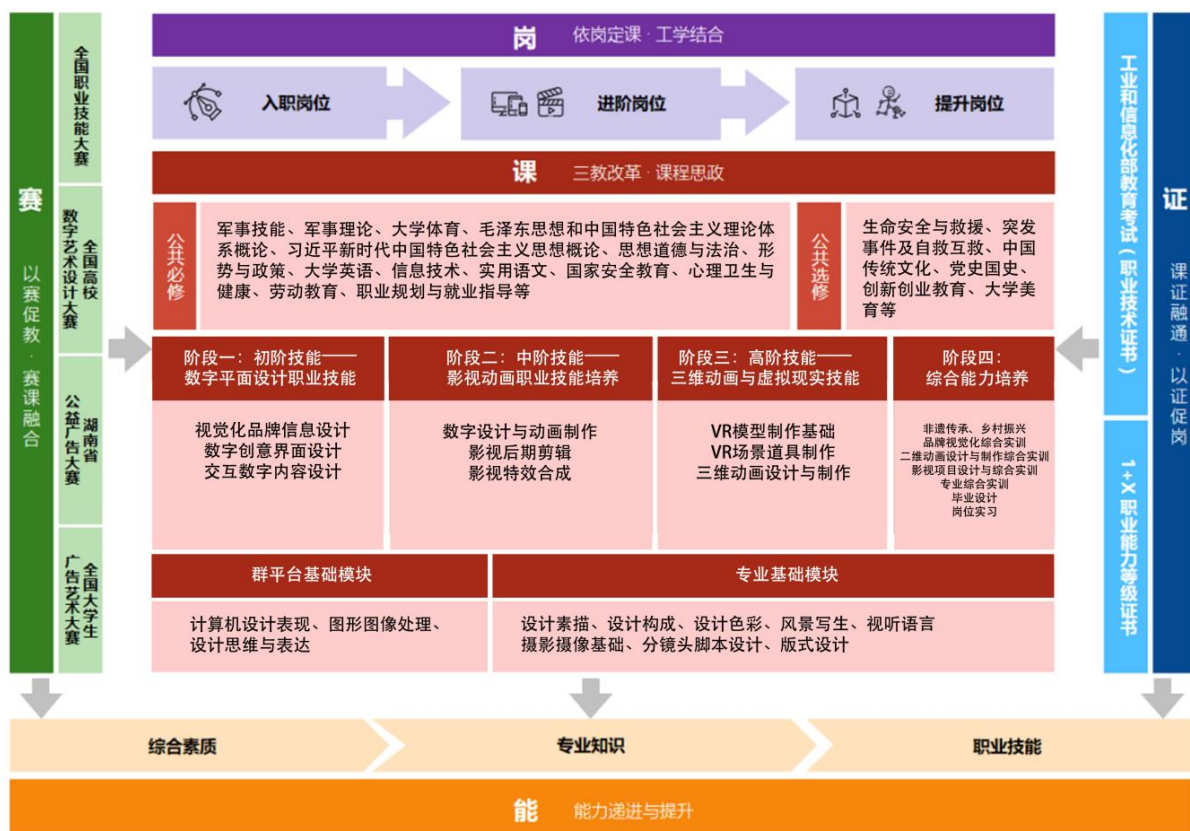 岗 依岗定课·工学结合
入职岗位
进阶岗位
提升岗位
课 三教改革·课程思政
公共必修
军事技能、军事理论、大学体育、毛泽东思想和中国特色社会主义理论体
系概论、习近平新时代中国特色社会主义思想概论、思想道德与法治、形
势与政策、大学英语、信息技术、实用语文、国家安全教育、心理卫生与
健康、劳动教育、职业规划与就业指导等
公共选修
生命安全与救援、突发
事件及自救互救、中国
传统文化、党史国史、
创新创业教育、大学美
育等
阶段一：初阶技能——
数字平面设计职业技能
视觉化品牌信息设计
数字创意界面设计
交互数字内容设计
阶段二：中阶技能——
影视动画职业技能培养
数字设计与动画制作
影视后期剪辑
影视特效合成
阶段三：高阶技能——
三维动画与虚拟现实技能
VR模型制作基础
VR场景道具制作
三维动画设计与制作
阶段四：
综合能力培养
非遗传承、乡村振兴
品牌视觉化综合实训
二维动画设计与制作综合实训
影视项目设计与综合实训
专业综合实训
毕业设计
岗位实习
群平台基础模块
计算机设计表现、图形图像处理、
设计思维与表达
专业基础模块
设计素描、设计构成、设计色彩、风景写生、视听语言
摄影摄像基础、分镜头脚本设计、版式设计
赛 以赛促教·赛课融合
全国职业技能大赛
全国高校
数字艺术设计大赛
湖南省
公益广告大赛
全国大学生
广告艺术大赛
工业和信息化部教育考试（职业技术证书）
1+X 职业能力等级证书
证 课证融通·以证促岗
综合素质
专业知识
职业技能
能 能力递进与提升